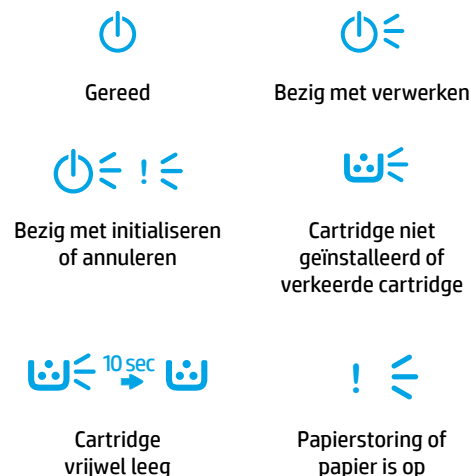 Gereed
Bezig met verwerken
!
Bezig met initialiseren
of annuleren
Cartridge niet
geïnstalleerd of
verkeerde cartridge
10 sec
Cartridge
vrijwel leeg
!
Papierstoring of
papier is op